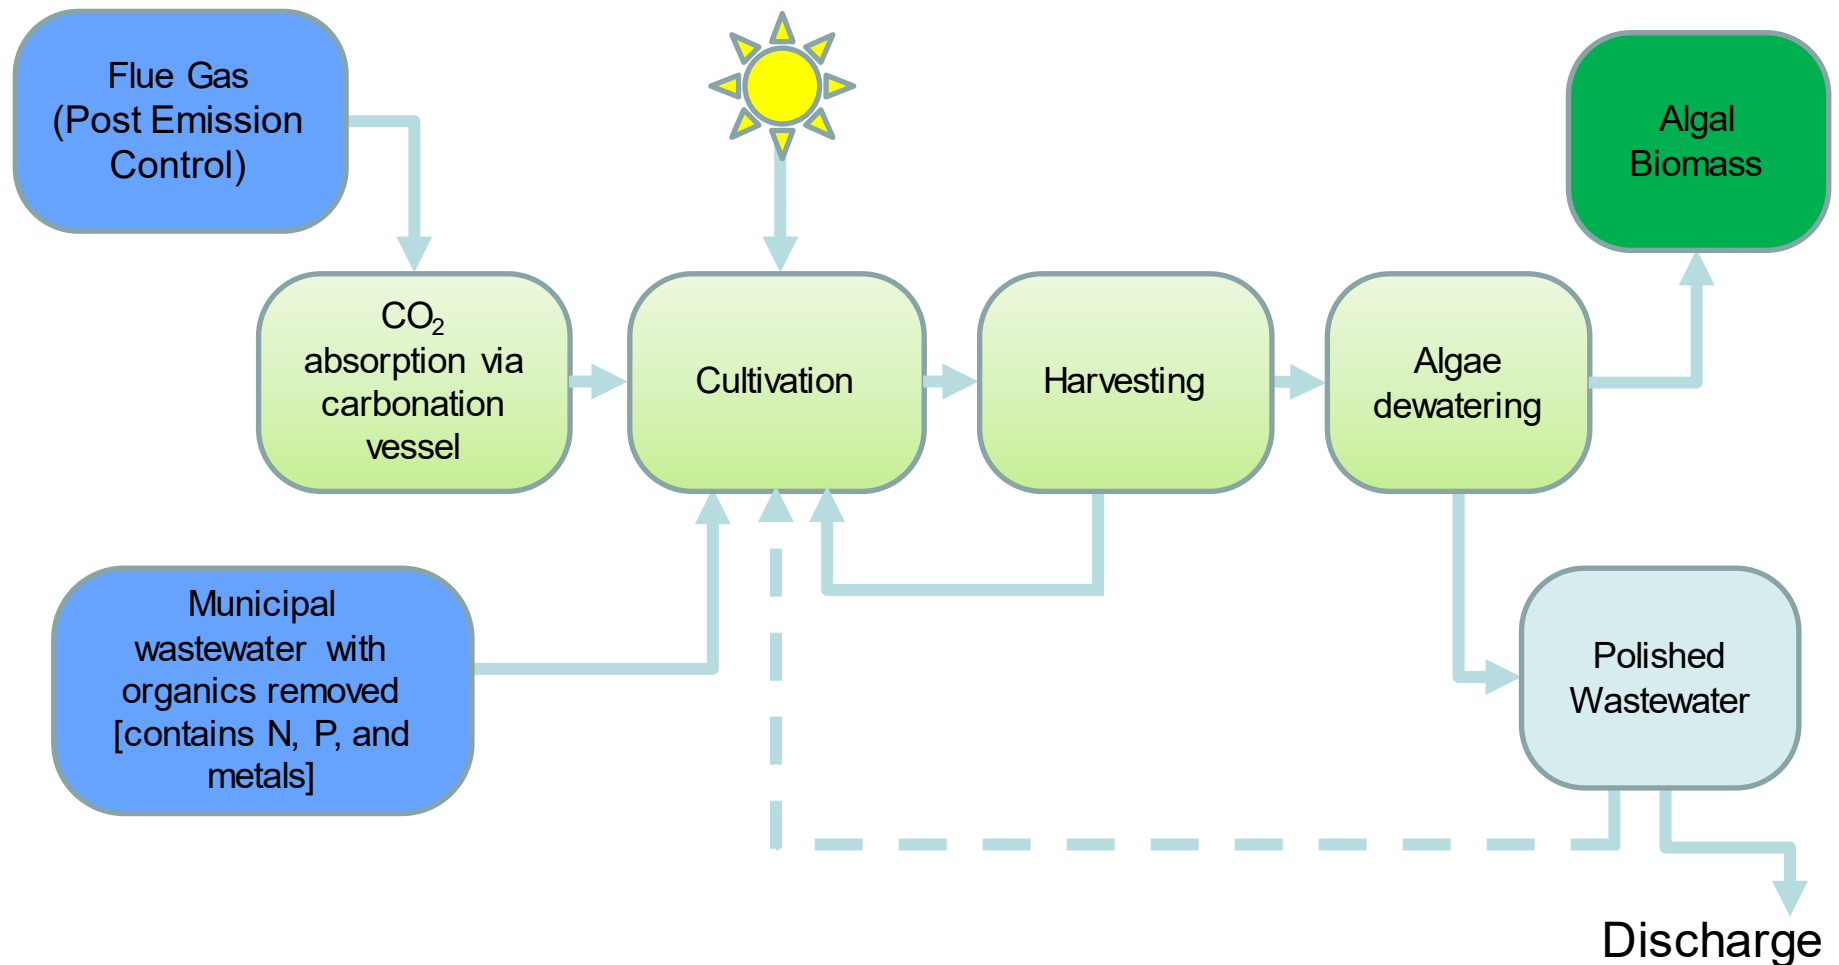 Flue Gas
(Post Emission
Control)
Algal
Biomass
CO₂
absorption via
carbonation
vessel
Cultivation
Harvesting
Algae
dewatering
Municipal
wastewater with
organics removed
[contains N, P, and
metals]
Polished
Wastewater
Discharge